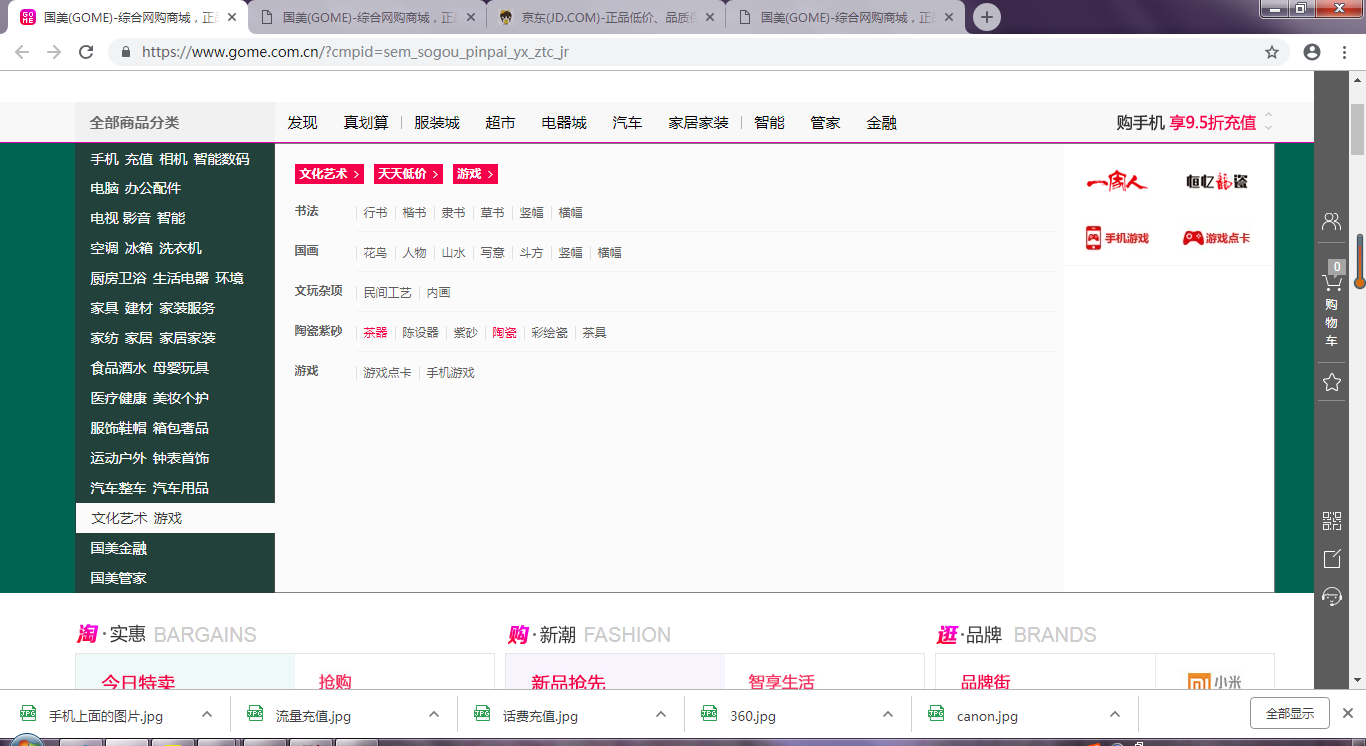 国美(GOME)-综合网购商城，正品
国美(GOME)-综合网购商城，正品
京东(JD.COM)-正品低价、品质保
国美(GOME)-综合网购商城，正品
https://www.gome.com.cn/?cmpid=sem_sogou_pinpai_yx_ztc_jr
全部商品分类 发现 真划算 服装城 超市 电器城 汽车 家居家装 智能 管家 金融 购手机 享9.5折充值
手机 充值 相机 智能数码
电脑 办公配件
电视 影音 智能
空调 冰箱 洗衣机
厨房卫浴 生活电器 环境
家具 建材 家装服务
家纺 家居 家居家装
食品酒水 母婴玩具
医疗健康 美妆个护
服饰鞋帽 箱包奢品
运动户外 钟表首饰
汽车整车 汽车用品
文化艺术 游戏
国美金融
国美管家
文化艺术 > 天天低价 > 游戏 >
书法 行书 楷书 隶书 草书 竖幅 横幅
国画 花鸟 人物 山水 写意 斗方 竖幅 横幅
文玩杂项 民间工艺 内画
陶瓷紫砂 茶器 陈设器 紫砂 陶瓷 彩绘瓷 茶具
游戏 游戏点卡 手机游戏
手机游戏 游戏点卡
0
购
物
车
淘·实惠 BARGAINS
购·新潮 FASHION
逛·品牌 BRANDS
今日特卖 抢购
新品抢先 智享生活
品牌街 小米
手机上面的图片.jpg
流量充值.jpg
话费充值.jpg
360.jpg
canon.jpg
全部显示